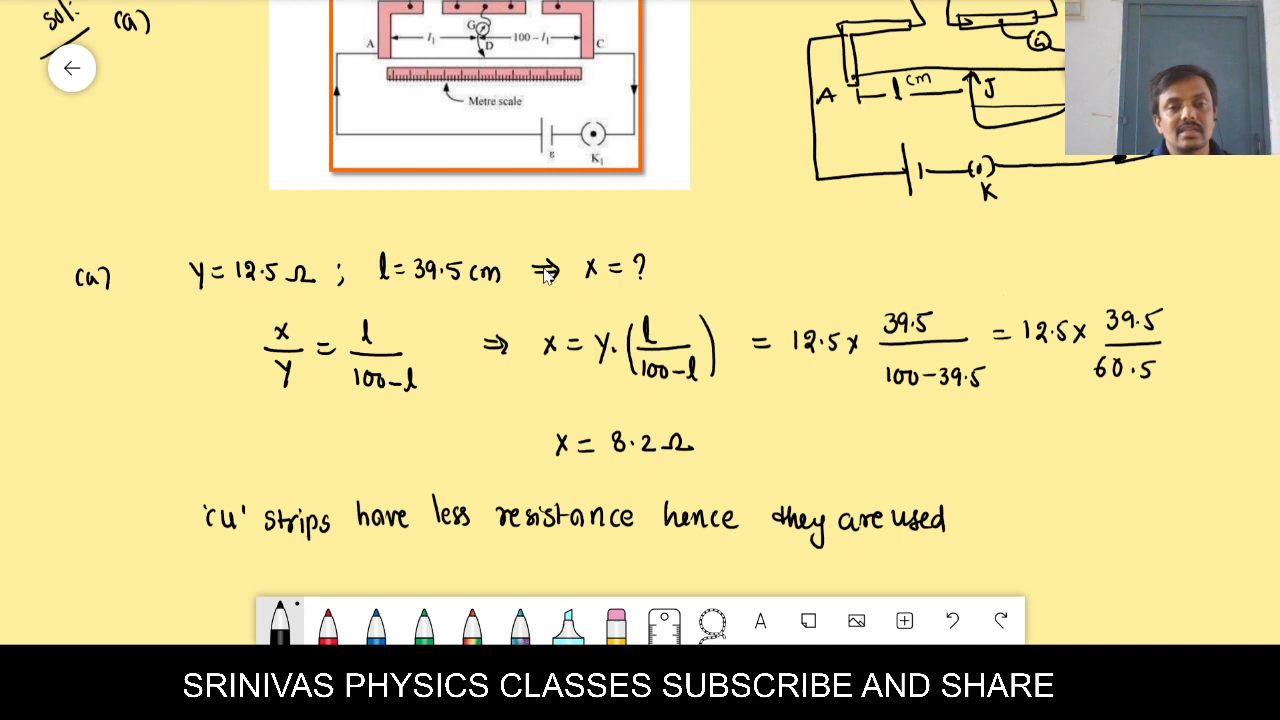 Sol:
(a)
G
l₁
D
100 – l₁
A
C
Metre scale
ε
K₁
G
A
l cm
J
K
(a) Y = 12.5 Ω ; l = 39.5 cm ⇒ X = ?
X/Y = l/(100-l) ⇒ X = Y.(l/(100-l)) = 12.5 x 39.5/(100-39.5) = 12.5 x 39.5/60.5
X = 8.2 Ω
'cu' strips have less resistance hence they are used
A
SRINIVAS PHYSICS CLASSES SUBSCRIBE AND SHARE